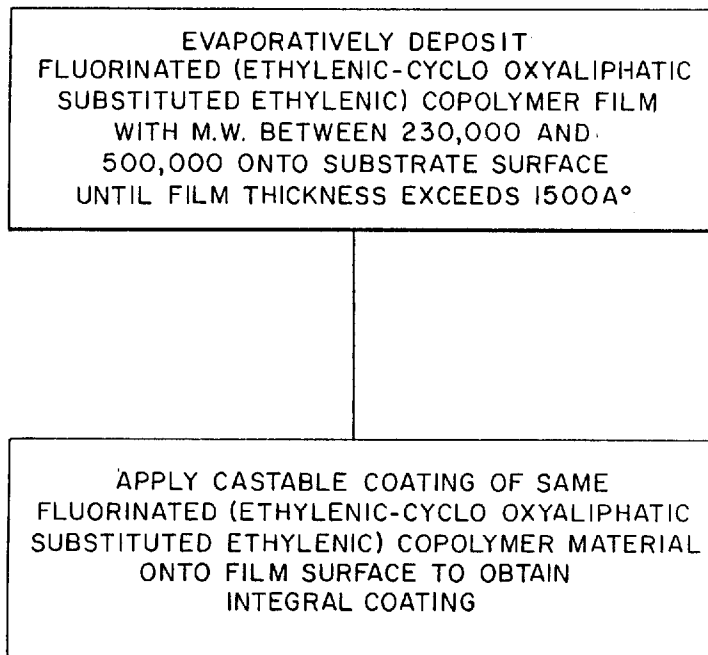 EVAPORATIVELY DEPOSIT
FLUORINATED (ETHYLENIC-CYCLO OXYALIPHATIC
SUBSTITUTED ETHYLENIC) COPOLYMER FILM
WITH M.W. BETWEEN 230,000 AND
500,000 ONTO SUBSTRATE SURFACE
UNTIL FILM THICKNESS EXCEEDS 1500A°
APPLY CASTABLE COATING OF SAME
FLUORINATED (ETHYLENIC-CYCLO OXYALIPHATIC
SUBSTITUTED ETHYLENIC) COPOLYMER MATERIAL
ONTO FILM SURFACE TO OBTAIN
INTEGRAL COATING